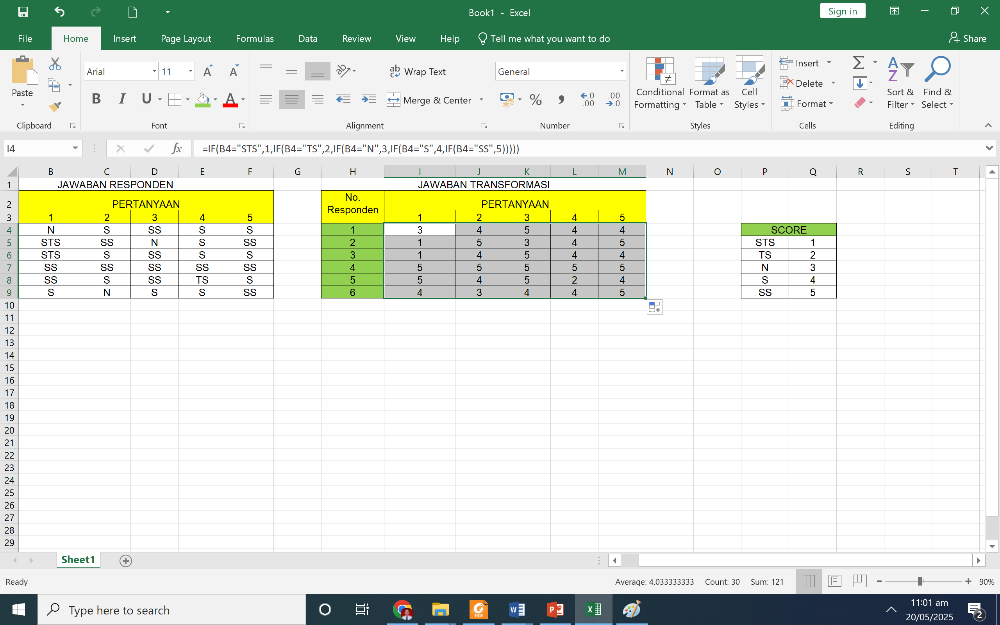 Book1 - Excel
Sign in
File Home Insert Page Layout Formulas Data Review View Help Tell me what you want to do Share
Paste
Clipboard
Arial 11
B I U A
Font
Wrap Text
Merge & Center
Alignment
General
% , .0 .00 .00 .0
Number
Conditional Formatting
Format as Table
Cell Styles
Styles
Insert
Delete
Format
Cells
Sort & Filter
Find & Select
Editing
I4 fx =IF(B4="STS",1,IF(B4="TS",2,IF(B4="N",3,IF(B4="S",4,IF(B4="SS",5)))))
B C D E F G H I J K L M N O P Q R S T
1 JAWABAN RESPONDEN JAWABAN TRANSFORMASI
2 PERTANYAAN No. Responden PERTANYAAN
3 1 2 3 4 5 1 2 3 4 5
4 N S SS S S 1 3 4 5 4 4 SCORE
5 STS SS N S SS 2 1 5 3 4 5 STS 1
6 STS S SS S S 3 1 4 5 4 4 TS 2
7 SS SS SS SS SS 4 5 5 5 5 5 N 3
8 SS S SS TS S 5 5 4 5 2 4 S 4
9 S N S S SS 6 4 3 4 4 5 SS 5
10
11
12
13
14
15
16
17
18
19
20
21
22
23
24
25
26
27
28
29
Sheet1
Ready Average: 4.033333333 Count: 30 Sum: 121 90%
Type here to search
11:01 am
20/05/2025
2